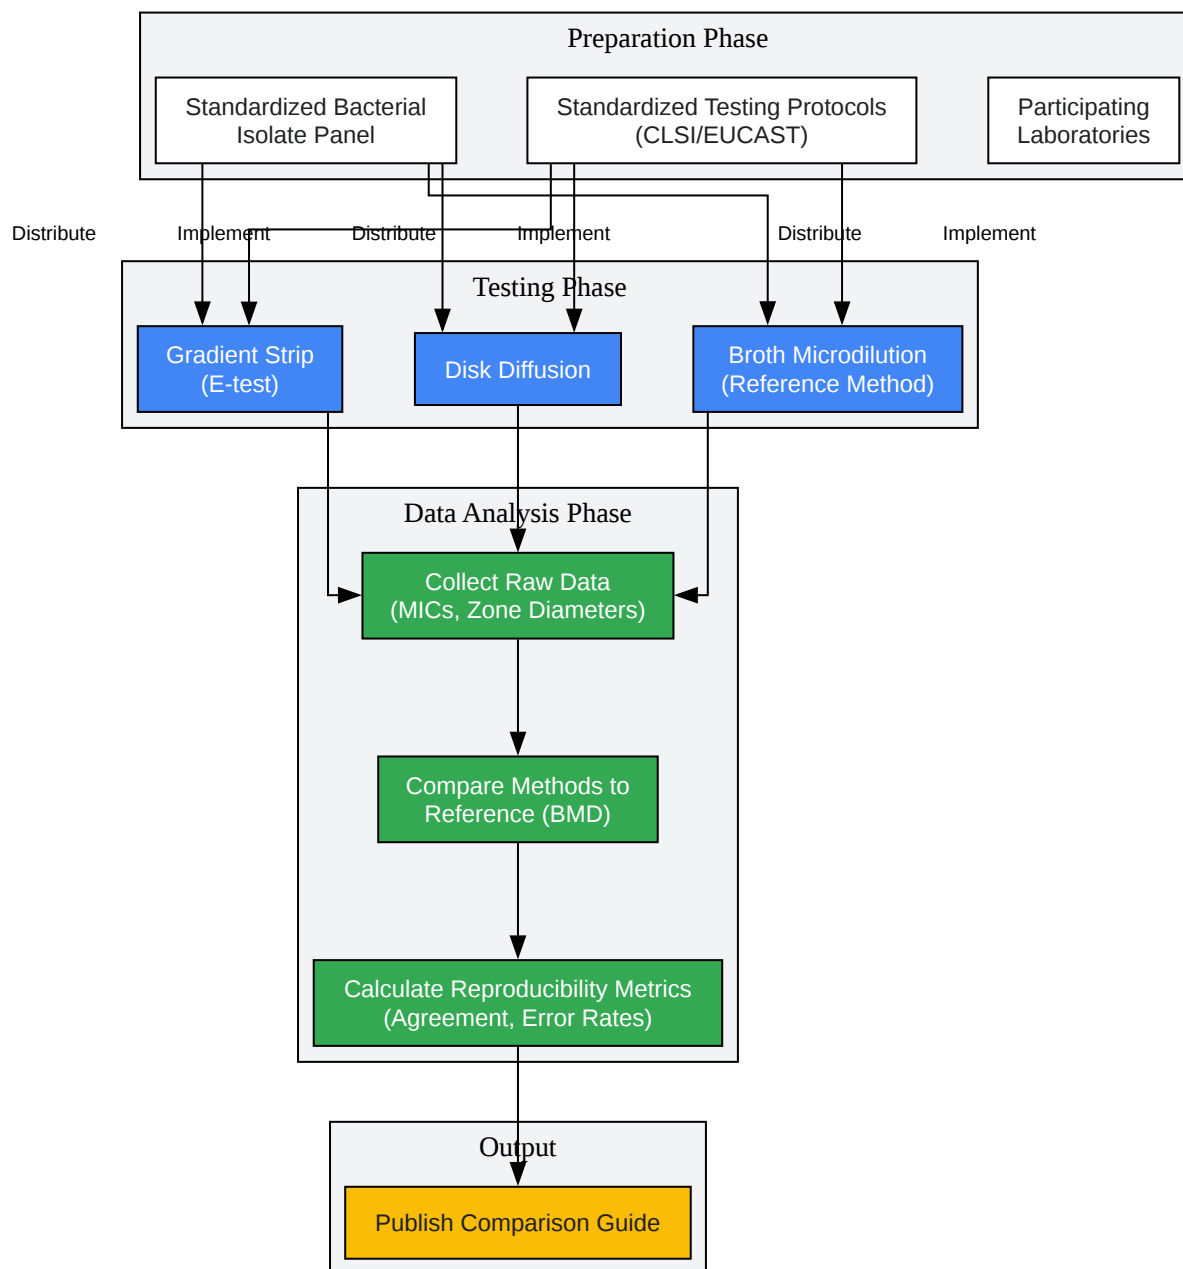 Preparation Phase
Standardized Bacterial
Isolate Panel
Standardized Testing Protocols
(CLSI/EUCAST)
Participating
Laboratories
Distribute
Implement
Distribute
Implement
Distribute
Implement
Testing Phase
Gradient Strip
(E-test)
Disk Diffusion
Broth Microdilution
(Reference Method)
Data Analysis Phase
Collect Raw Data
(MICs, Zone Diameters)
Compare Methods to
Reference (BMD)
Calculate Reproducibility Metrics
(Agreement, Error Rates)
Output
Publish Comparison Guide